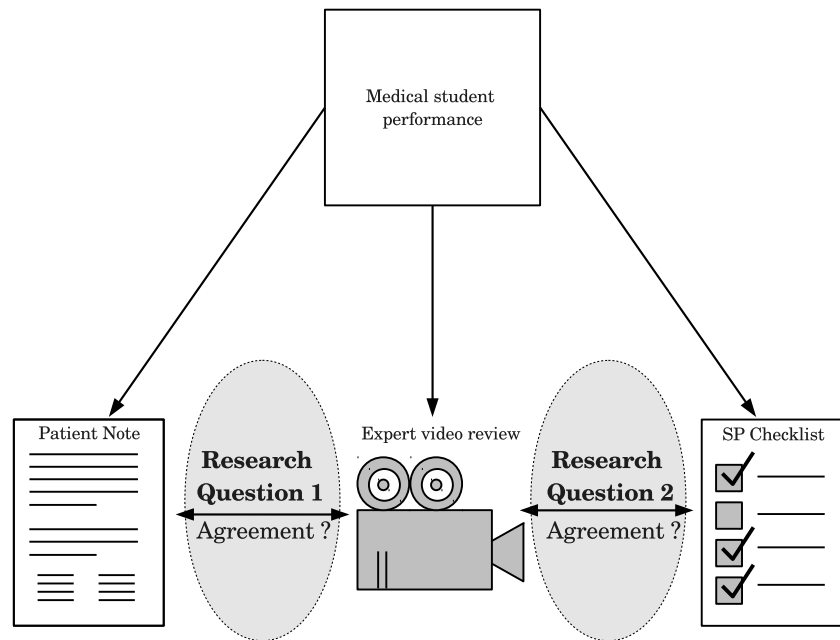 Medical student
performance
Patient Note
Expert video review
SP Checklist
Research
Question 1
Agreement ?
Research
Question 2
Agreement ?